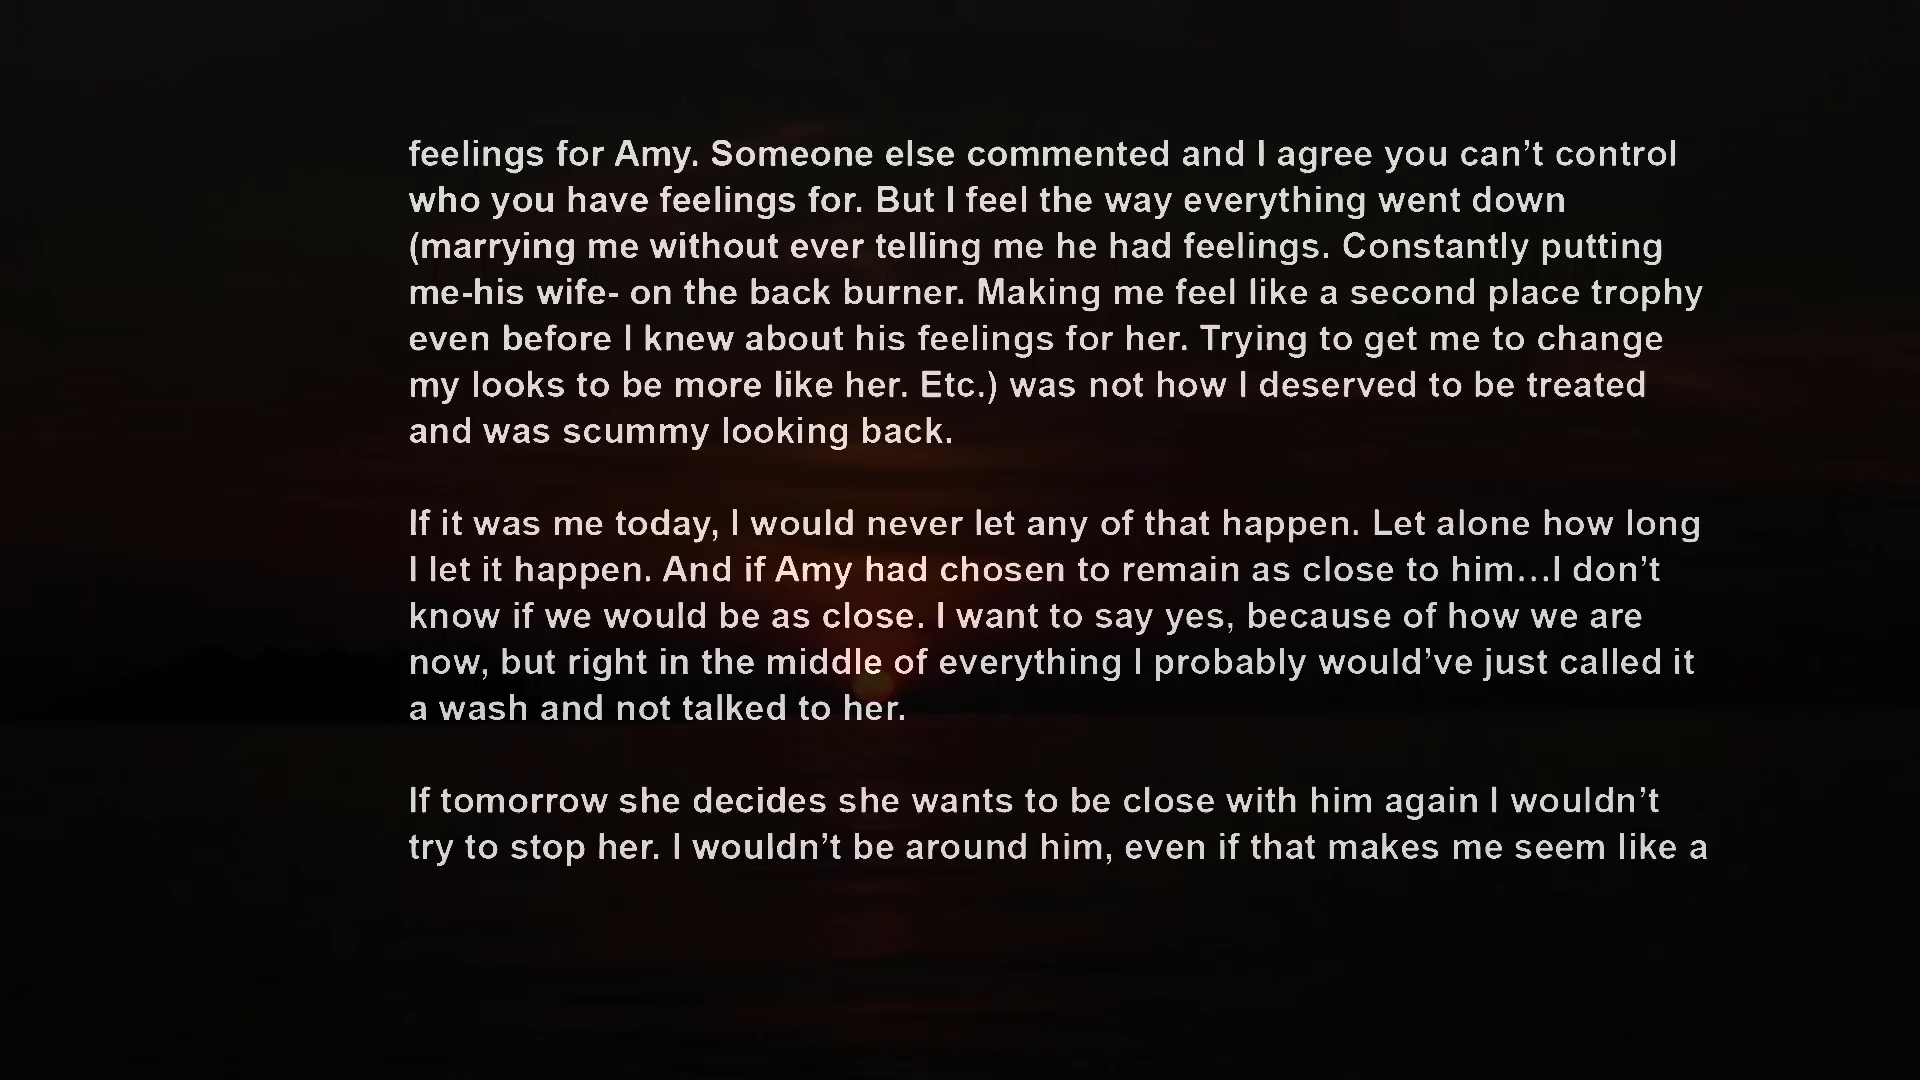 feelings for Amy. Someone else commented and I agree you can’t control
who you have feelings for. But I feel the way everything went down
(marrying me without ever telling me he had feelings. Constantly putting
me-his wife- on the back burner. Making me feel like a second place trophy
even before I knew about his feelings for her. Trying to get me to change
my looks to be more like her. Etc.) was not how I deserved to be treated
and was scummy looking back.
If it was me today, I would never let any of that happen. Let alone how long
I let it happen. And if Amy had chosen to remain as close to him…I don’t
know if we would be as close. I want to say yes, because of how we are
now, but right in the middle of everything I probably would’ve just called it
a wash and not talked to her.
If tomorrow she decides she wants to be close with him again I wouldn’t
try to stop her. I wouldn’t be around him, even if that makes me seem like a